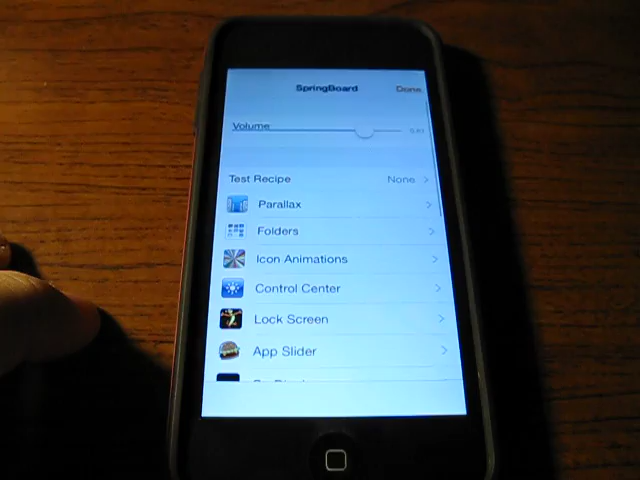 SpringBoard
Done
Volume
Test Recipe
None
Parallax
Folders
Icon Animations
Control Center
Lock Screen
App Slider